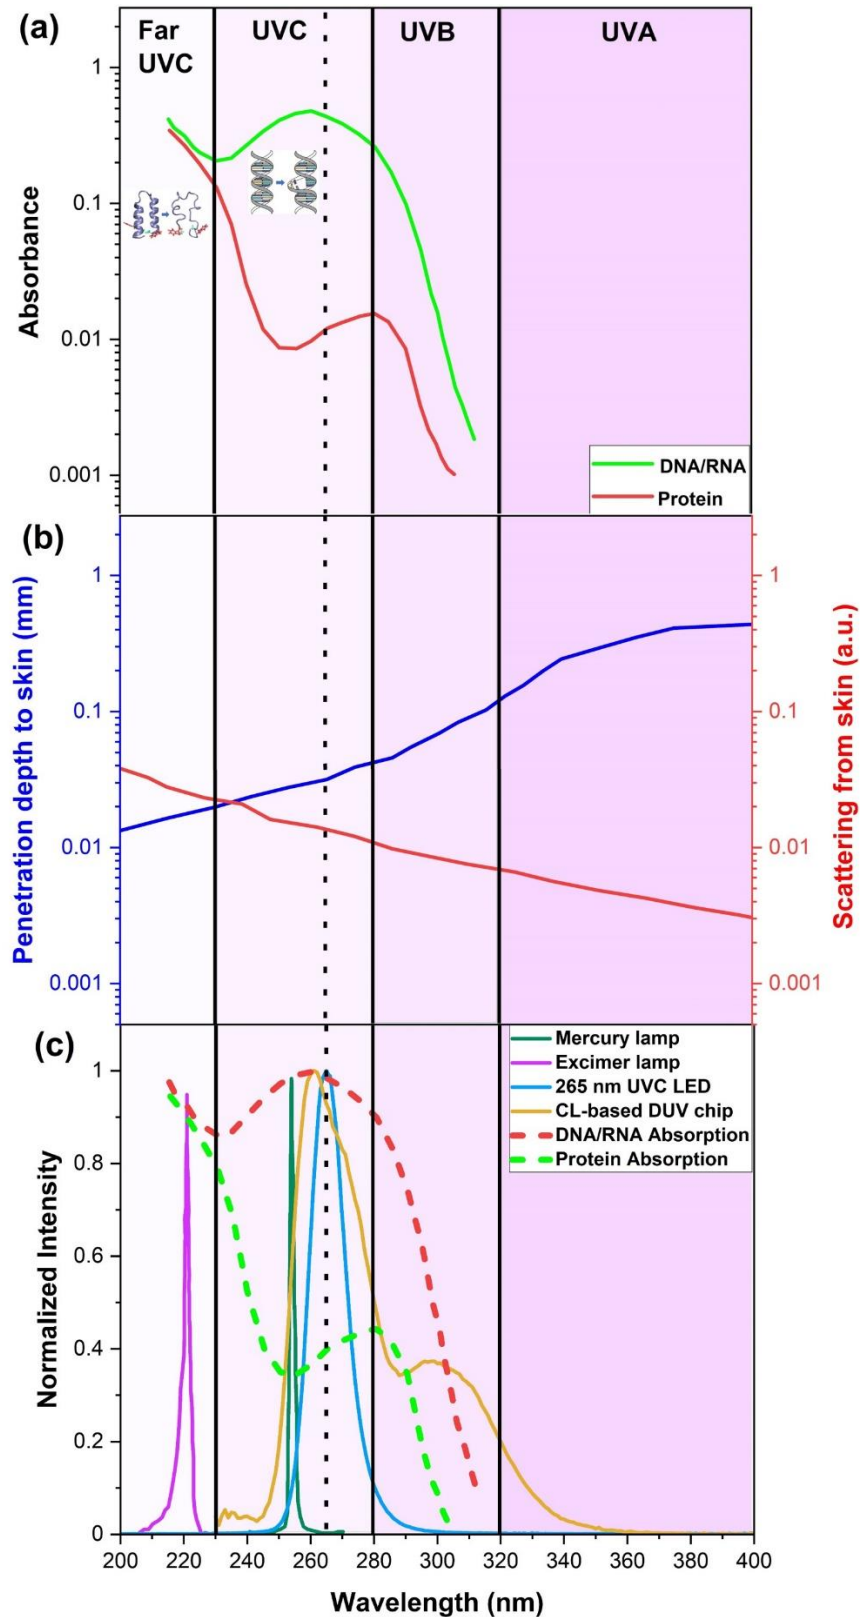 (a)
Far
UVC
UVC
UVB
UVA
1
0.1
0.01
0.001
Absorbance
DNA/RNA
Protein
(b)
1
0.1
0.01
0.001
Penetration depth to skin (mm)
1
0.1
0.01
0.001
Scattering from skin (a.u.)
(c)
Mercury lamp
Excimer lamp
265 nm UVC LED
CL-based DUV chip
DNA/RNA Absorption
Protein Absorption
1
0.8
0.6
0.4
0.2
0
Normalized Intensity
200 220 240 260 280 300 320 340 360 380 400
Wavelength (nm)